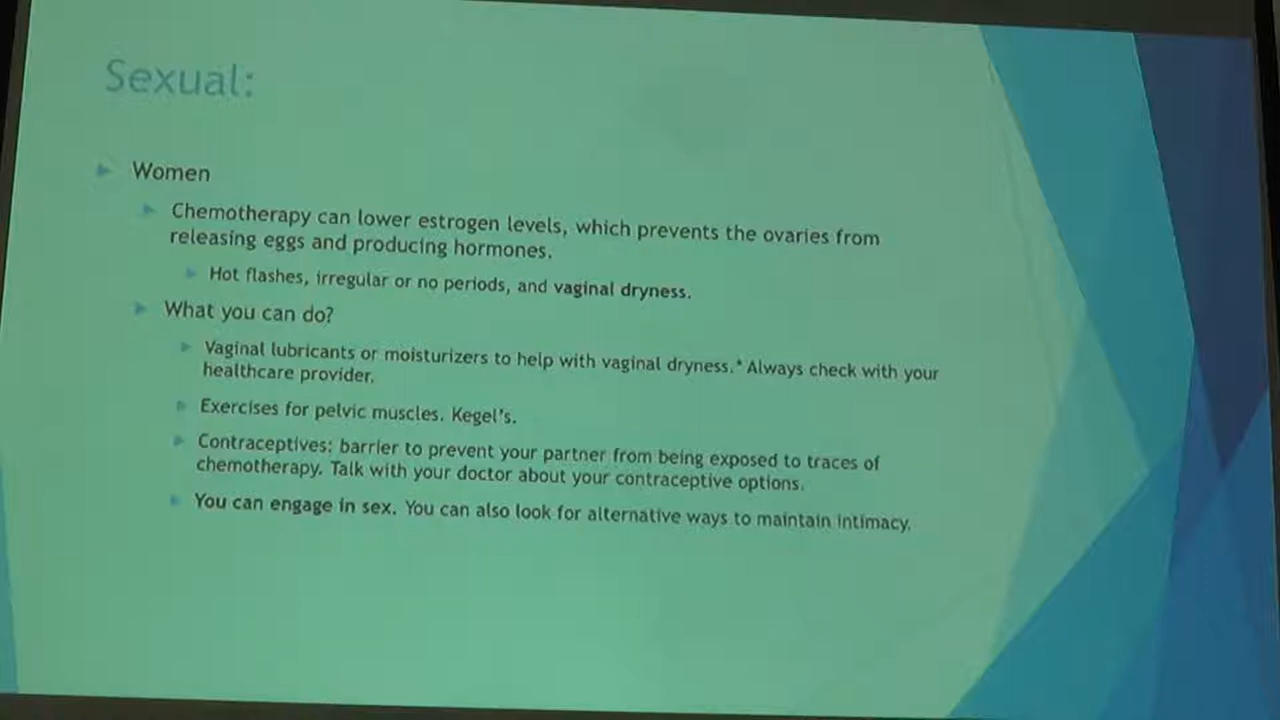 Sexual:
Women
Chemotherapy can lower estrogen levels, which prevents the ovaries from
releasing eggs and producing hormones.
Hot flashes, irregular or no periods, and vaginal dryness.
What you can do?
Vaginal lubricants or moisturizers to help with vaginal dryness.* Always check with your
healthcare provider.
Exercises for pelvic muscles. Kegel's.
Contraceptives: barrier to prevent your partner from being exposed to traces of
chemotherapy. Talk with your doctor about your contraceptive options.
You can engage in sex. You can also look for alternative ways to maintain intimacy.